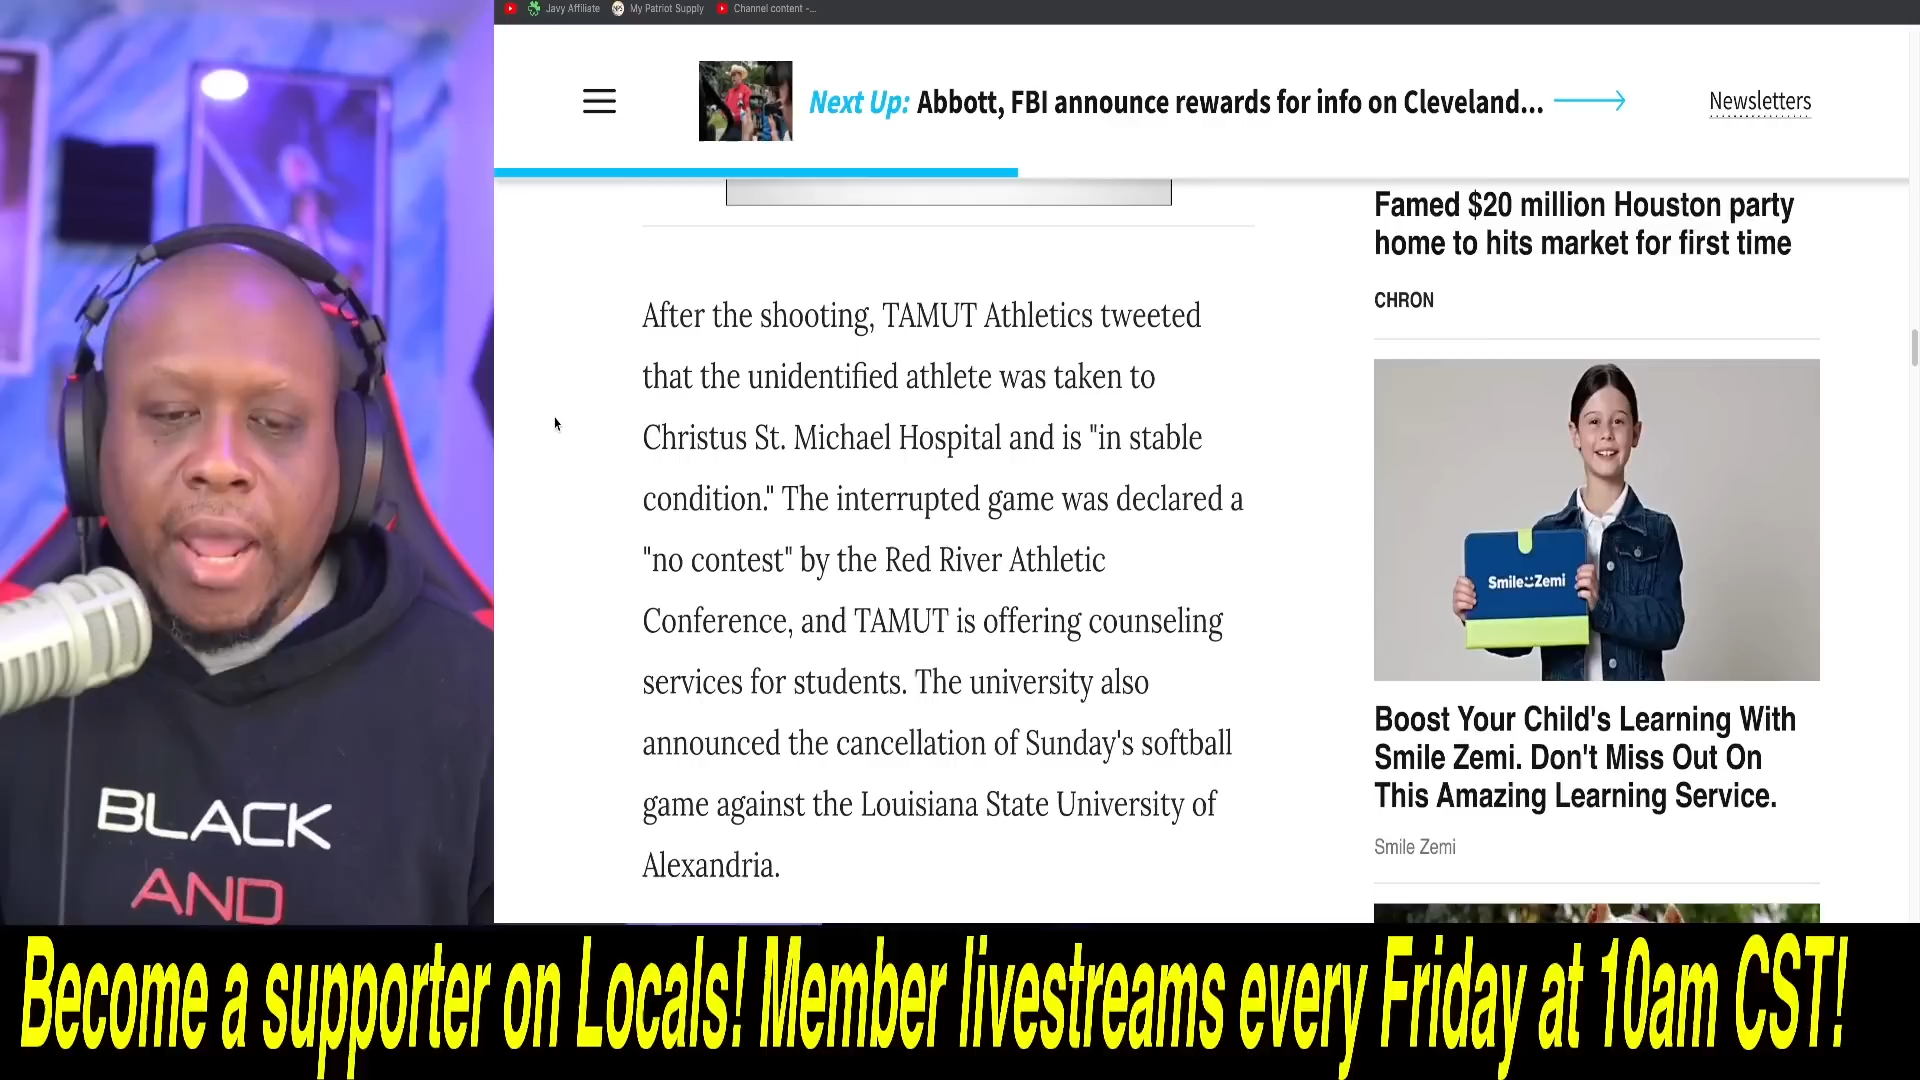 Javy Affiliate
My Patriot Supply
Channel content -...
Next Up: Abbott, FBI announce rewards for info on Cleveland...
Newsletters
After the shooting, TAMUT Athletics tweeted
that the unidentified athlete was taken to
Christus St. Michael Hospital and is "in stable
condition." The interrupted game was declared a
"no contest" by the Red River Athletic
Conference, and TAMUT is offering counseling
services for students. The university also
announced the cancellation of Sunday's softball
game against the Louisiana State University of
Alexandria.
Famed $20 million Houston party
home to hits market for first time
CHRON
Smile Zemi
Boost Your Child's Learning With
Smile Zemi. Don't Miss Out On
This Amazing Learning Service.
Smile Zemi
BLACK
AND
Become a supporter on Locals! Member livestreams every Friday at 10am CST!